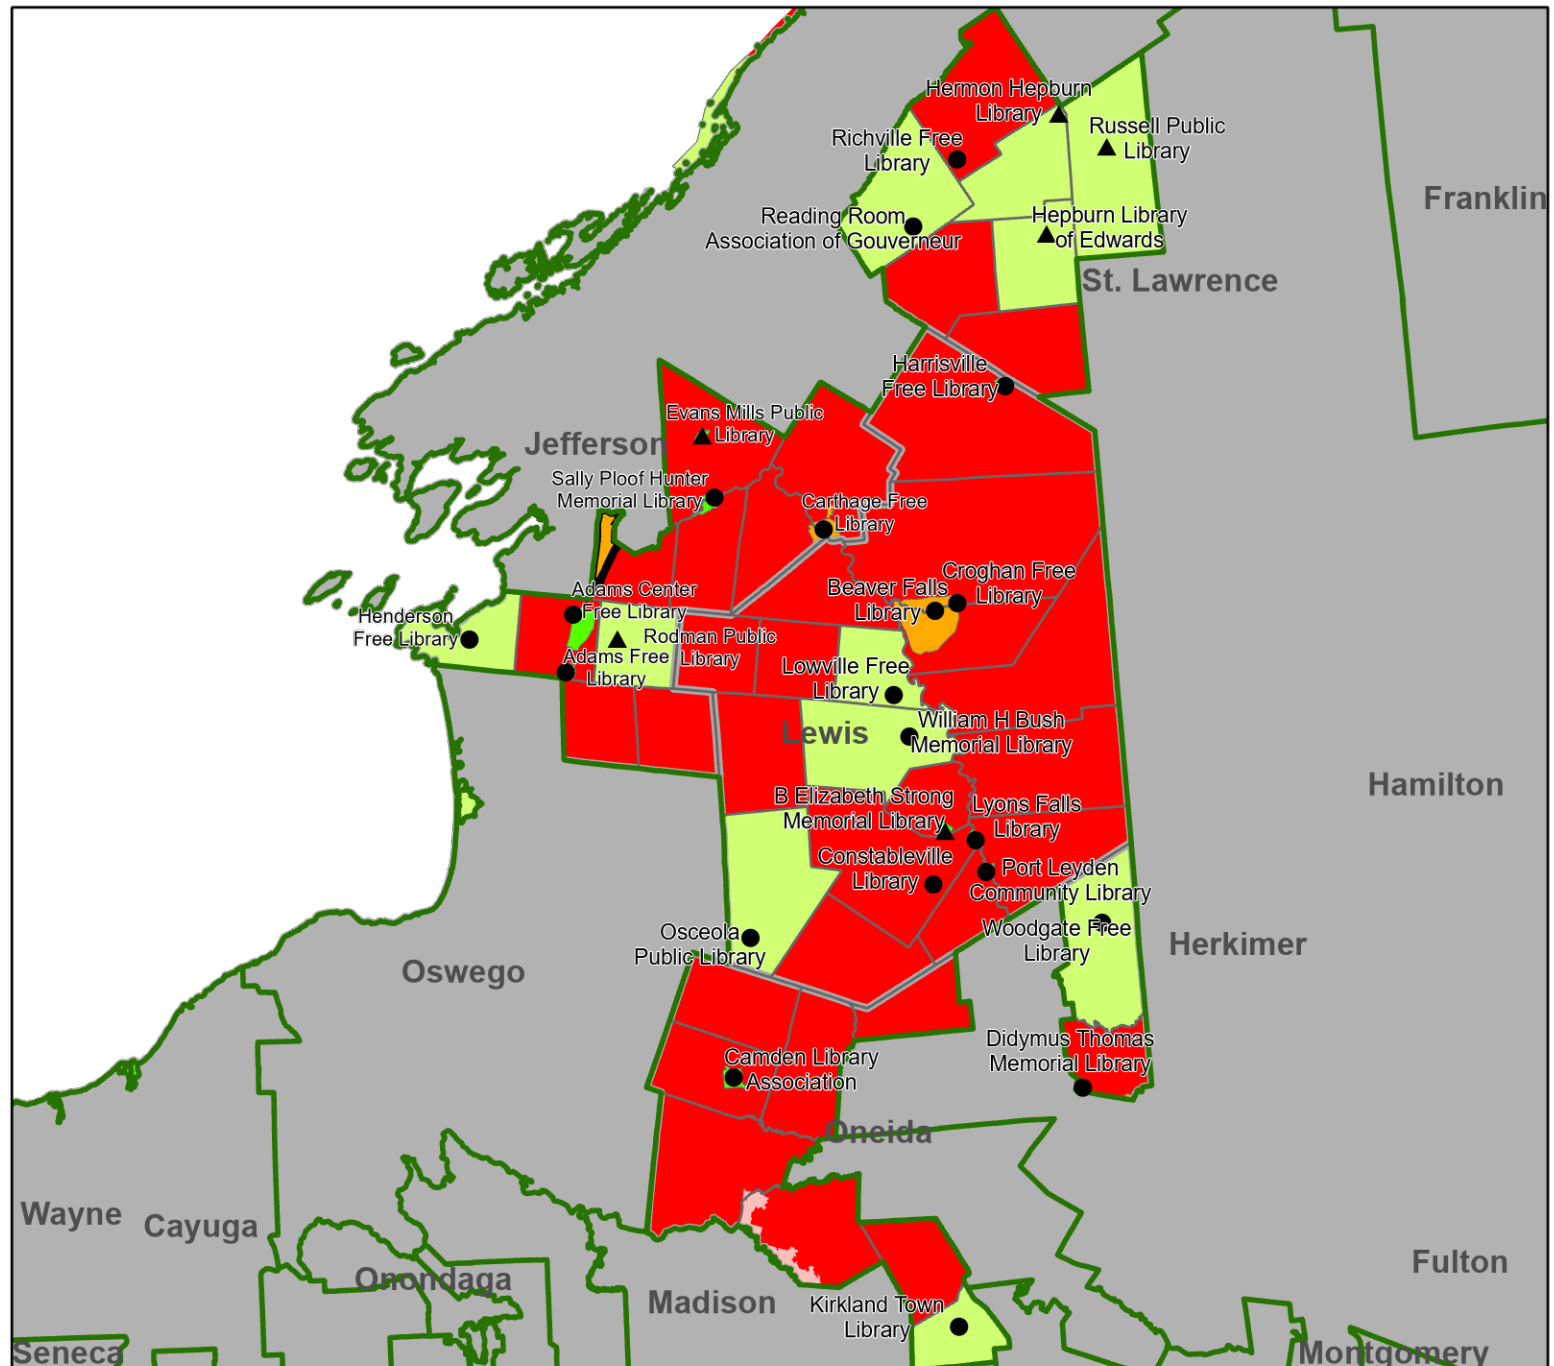 Hermon Hepburn
Library
Russell Public
Library
Richville Free
Library
Franklin
Reading Room
Association of Gouverneur
Hepburn Library
of Edwards
St. Lawrence
Harrisville
Free Library
Evans Mills Public
Library
Jefferson
Sally Ploof Hunter
Memorial Library
Carthage Free
Library
Croghan Free
Library
Beaver Falls
Library
Adams Center
Free Library
Henderson
Free Library
Rodman Public
Library
Adams Free
Library
Lowville Free
Library
William H Bush
Memorial Library
Lewis
Hamilton
B Elizabeth Strong
Memorial Library
Lyons Falls
Library
Constableville
Library
Port Leyden
Community Library
Woodgate Free
Library
Osceola
Public Library
Herkimer
Oswego
Didymus Thomas
Memorial Library
Camden Library
Association
Oneida
Wayne
Cayuga
Fulton
Onondaga
Madison
Kirkland Town
Library
Seneca
Montgomery